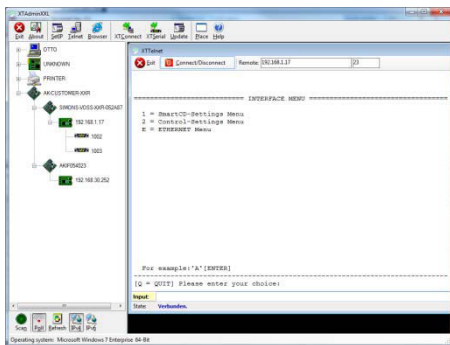 XTAdminXXL
Exit About SetIP Telnet Browser XTConnect XTSerial Update Place Help
OTTO
UNKNOWN
PRINTER
AKCUSTOMER-XXR
SIMONS-VOSS-XXR-052A87
192.168.1.17
1002
1003
AKIF054523
192.168.30.252
XTTelnet
Exit Connect/Disconnect Remote: 192.168.1.17 23
INTERFACE MENU
1 = SmartCD-Settings Menu
2 = Control-Settings Menu
E = ETHERNET Menu
For example:'A'[ENTER]
[Q = QUIT] Please enter your choice:
Input:
State: Verbunden.
Scan Poll Refresh IPv4 IPv6
Operating system: Microsoft Windows 7 Enterprise 64-Bit